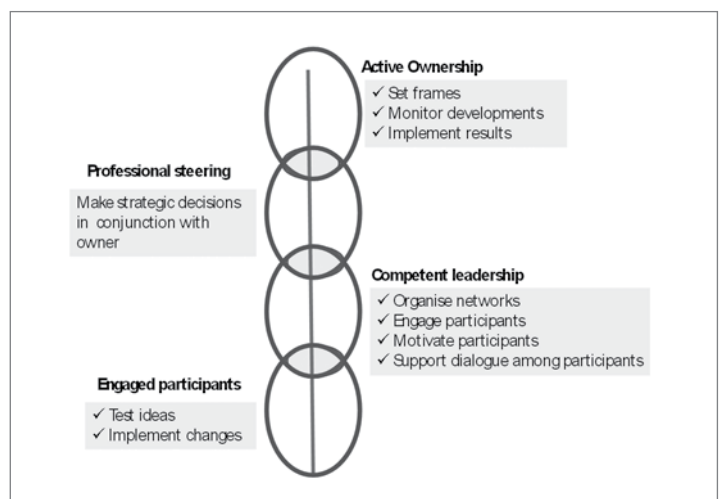 Active Ownership
✓ Set frames
✓ Monitor developments
✓ Implement results
Professional steering
Make strategic decisions
in conjunction with
owner
Competent leadership
✓ Organise networks
✓ Engage participants
✓ Motivate participants
✓ Support dialogue among participants
Engaged participants
✓ Test ideas
✓ Implement changes